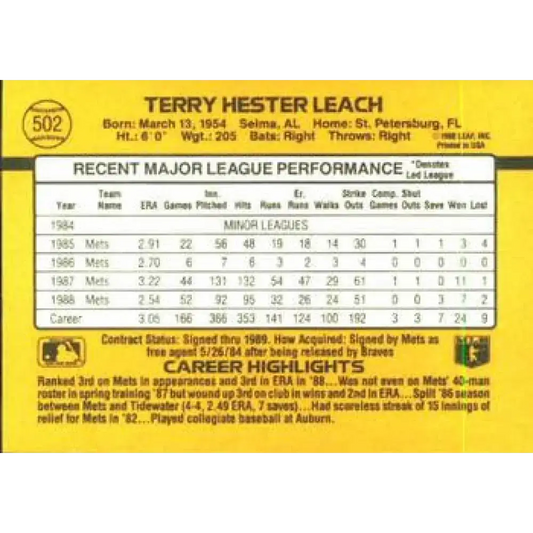 502
TERRY HESTER LEACH
Born: March 13, 1954 Selma, AL Home: St. Petersburg, FL
Ht.: 6'0" Wgt.: 205 Bats: Right Throws: Right
©1988 LEAF, INC.
Printed in USA
RECENT MAJOR LEAGUE PERFORMANCE *Denotes Led League
Year Team Name ERA Games Inn. Pitched Hits Runs Er. Runs Walks Strike Outs Comp. Games Shut Outs Save Won Lost
1984 MINOR LEAGUES
1985 Mets 2.91 22 56 48 19 18 14 30 1 1 1 3 4
1986 Mets 2.70 6 7 6 3 2 3 4 0 0 0 0 0
1987 Mets 3.22 44 131 132 54 47 29 61 1 1 0 11 1
1988 Mets 2.54 52 92 95 32 26 24 51 0 0 3 7 2
Career 3.05 166 366 353 141 124 100 192 3 3 7 24 9
Contract Status: Signed thru 1989. How Acquired: Signed by Mets as
free agent 5/26/84 after being released by Braves
CAREER HIGHLIGHTS
Ranked 3rd on Mets in appearances and 3rd in ERA in '88...Was not even on Mets' 40-man
roster in spring training '87 but wound up 3rd on club in wins and 2nd in ERA...Split '86 season
between Mets and Tidewater (4-4, 2.49 ERA, 7 saves)...Had scoreless streak of 15 innings of
relief for Mets in '82...Played collegiate baseball at Auburn.